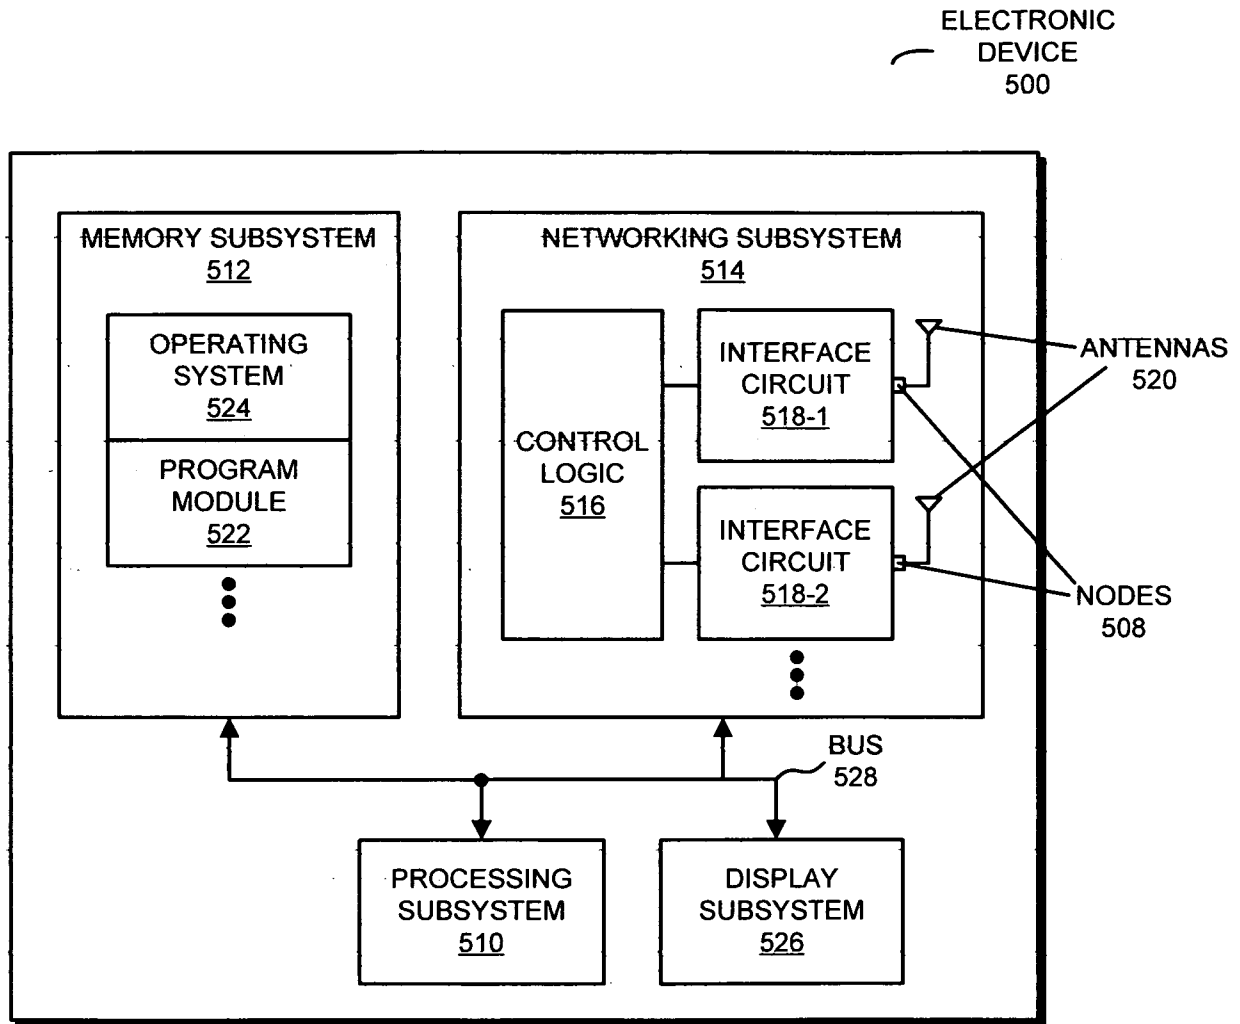 ELECTRONIC
DEVICE
500
MEMORY SUBSYSTEM
512
OPERATING
SYSTEM
524
PROGRAM
MODULE
522
NETWORKING SUBSYSTEM
514
CONTROL
LOGIC
516
INTERFACE
CIRCUIT
518-1
INTERFACE
CIRCUIT
518-2
ANTENNAS
520
NODES
508
BUS
528
PROCESSING
SUBSYSTEM
510
DISPLAY
SUBSYSTEM
526